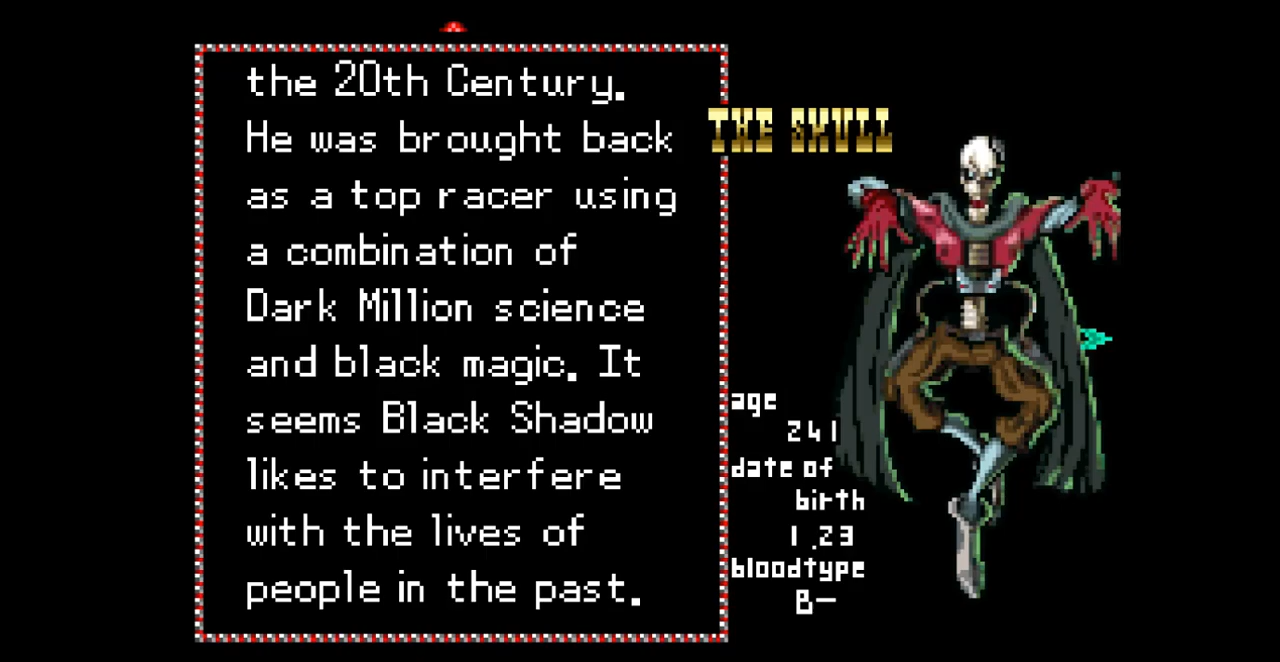 the 20th Century.
He was brought back
as a top racer using
a combination of
Dark Million science
and black magic. It
seems Black Shadow
likes to interfere
with the lives of
people in the past.
THE SKULL
age
241
date of
birth
1.23
bloodtype
B-